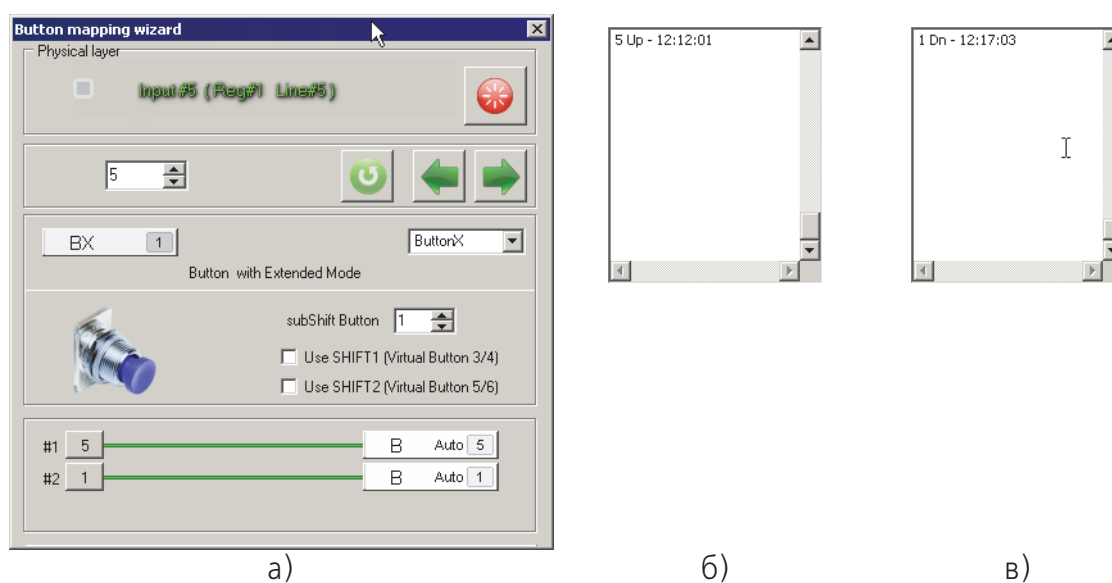 Button mapping wizard
Physical layer
Input#5 (Reg#1 Line#5)
5
BX 1
ButtonX
Button with Extended Mode
subShift Button 1
Use SHIFT1 (Virtual Button 3/4)
Use SHIFT2 (Virtual Button 5/6)
#1 5 B Auto 5
#2 1 B Auto 1
а)
5 Up - 12:12:01
б)
1 Dn - 12:17:03
в)